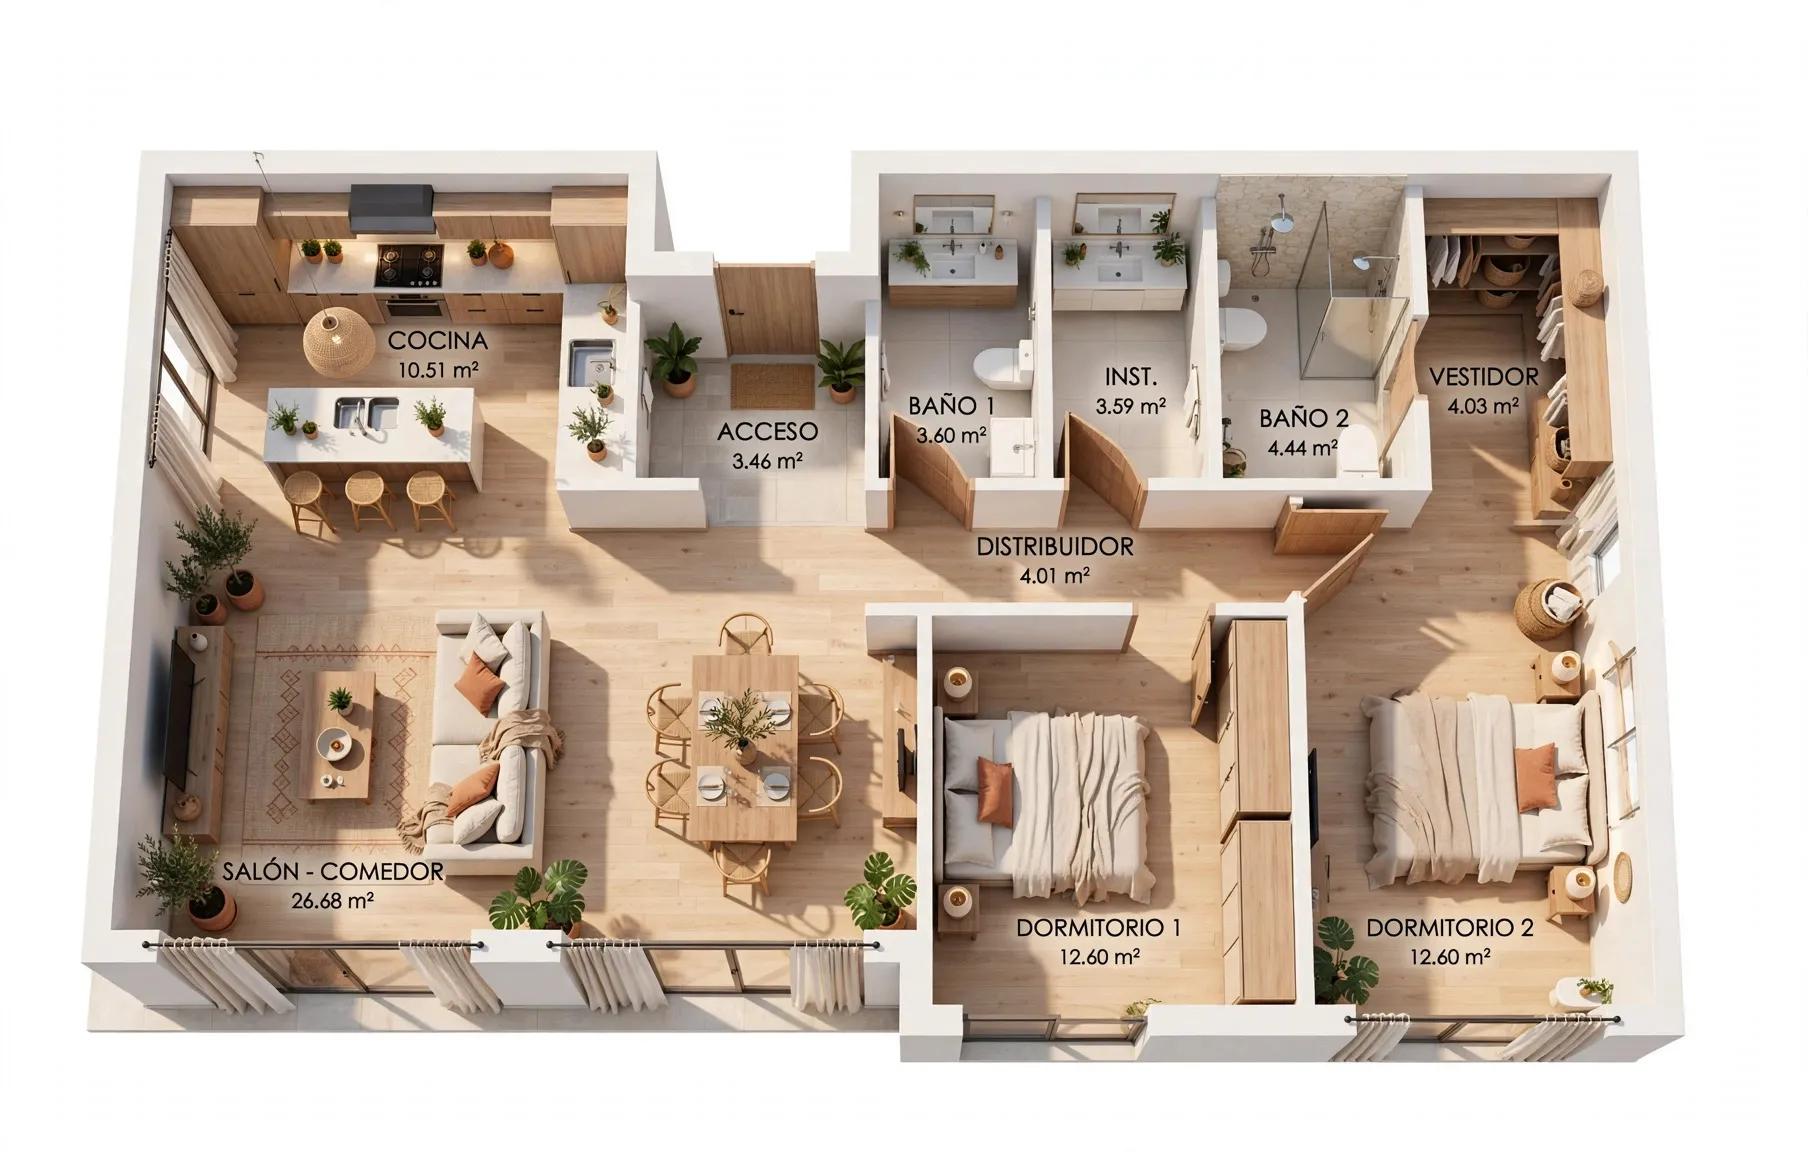 COCINA
10.51 m²
ACCESO
3.46 m²
BAÑO 1
3.60 m²
INST.
3.59 m²
BAÑO 2
4.44 m²
VESTIDOR
4.03 m²
DISTRIBUIDOR
4.01 m²
SALÓN - COMEDOR
26.68 m²
DORMITORIO 1
12.60 m²
DORMITORIO 2
12.60 m²